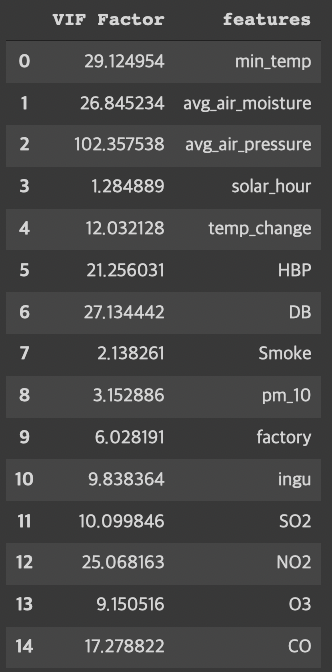 VIF Factor features
0 29.124954 min_temp
1 26.845234 avg_air_moisture
2 102.357538 avg_air_pressure
3 1.284889 solar_hour
4 12.032128 temp_change
5 21.256031 HBP
6 27.134442 DB
7 2.138261 Smoke
8 3.152886 pm_10
9 6.028191 factory
10 9.838364 ingu
11 10.099846 SO2
12 25.068163 NO2
13 9.150516 O3
14 17.278822 CO